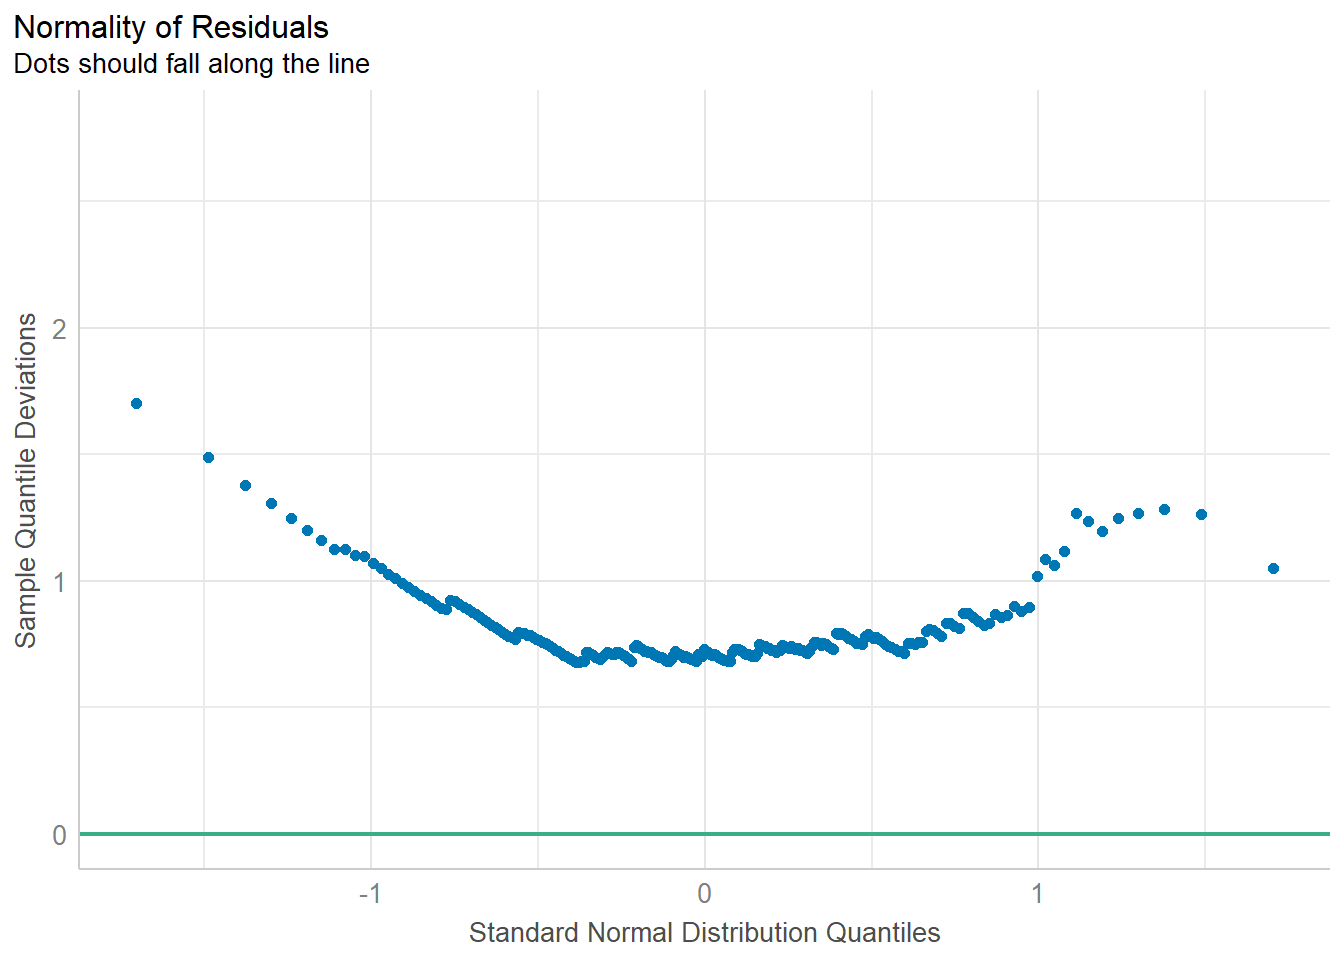 Normality of Residuals
Dots should fall along the line
Sample Quantile Deviations
2
1
0
-1
0
1
Standard Normal Distribution Quantiles